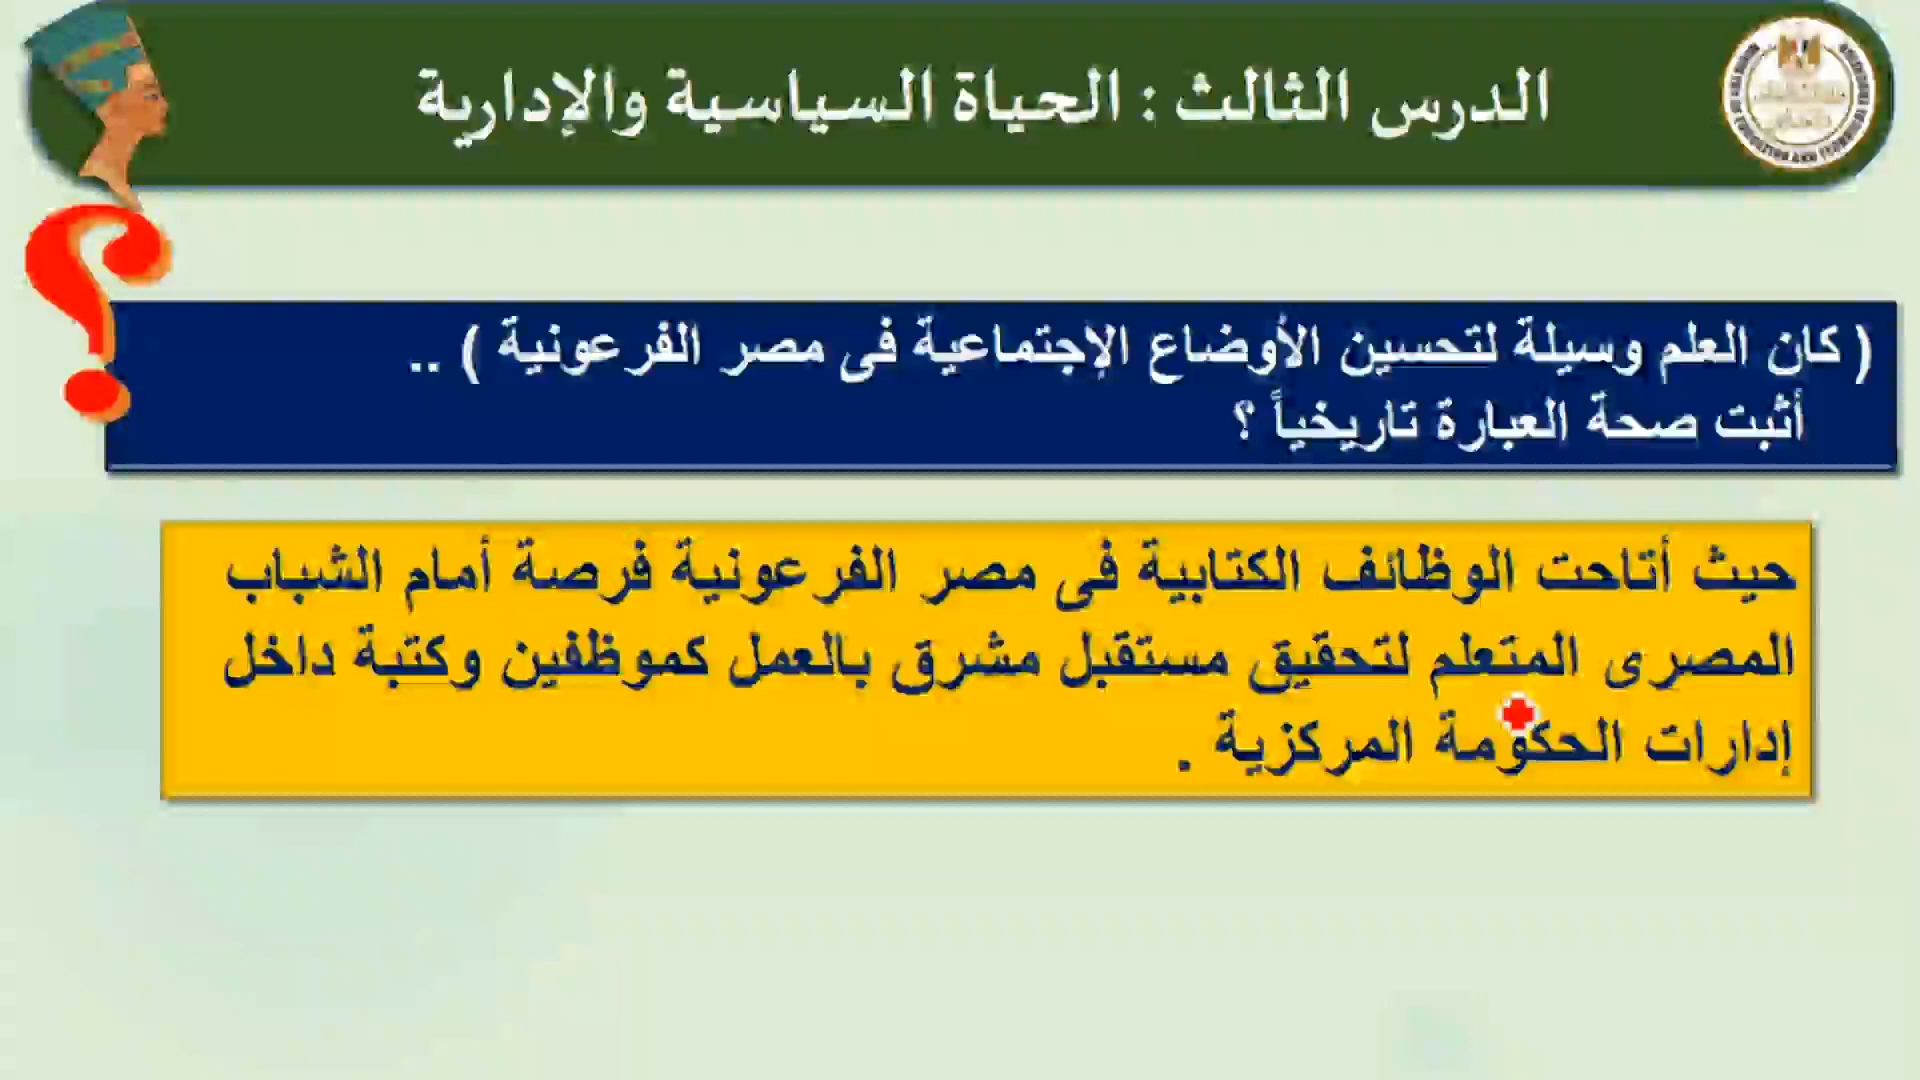 الدرس الثالث : الحياة السياسية والإدارية
( كان العلم وسيلة لتحسين الأوضاع الإجتماعية فى مصر الفرعونية ) ..
أثبت صحة العبارة تاريخياً ؟
حيث أتاحت الوظائف الكتابية فى مصر الفرعونية فرصة أمام الشباب
المصرى المتعلم لتحقيق مستقبل مشرق بالعمل كموظفين وكتبة داخل
إدارات الحكومة المركزية .